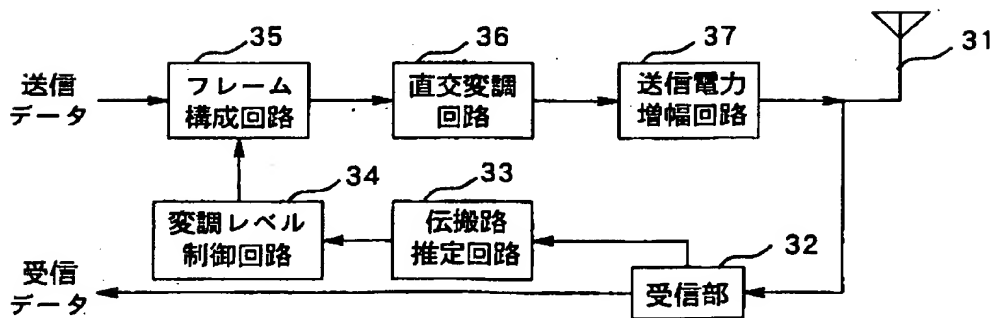 35
36
37
31
送信
データ
フレーム
構成回路
直交変調
回路
送信電力
増幅回路
34
33
32
変調レベル
制御回路
伝搬路
推定回路
受信部
受信
データ